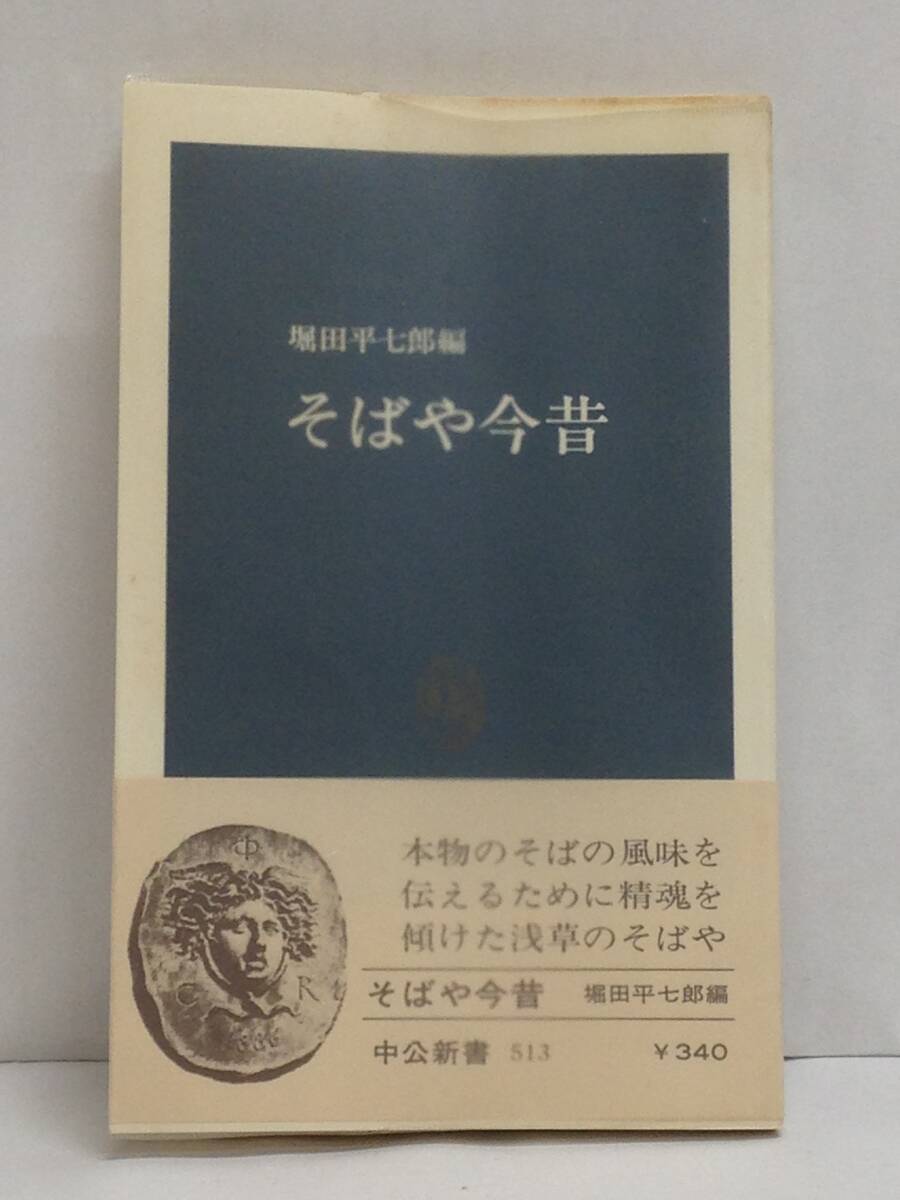 堀田平七郎編
そばや今昔
本物のそばの風味を
伝えるために精魂を
傾けた浅草のそばや
中
C R
そばや今昔 堀田平七郎編
中公新書 513
¥340